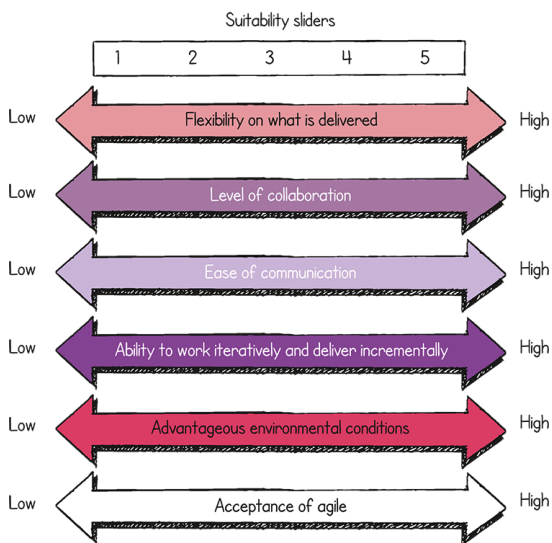 Suitability sliders
1 2 3 4 5
Low Flexibility on what is delivered High
Low Level of collaboration High
Low Ease of communication High
Low Ability to work iteratively and deliver incrementally High
Low Advantageous environmental conditions High
Low Acceptance of agile High